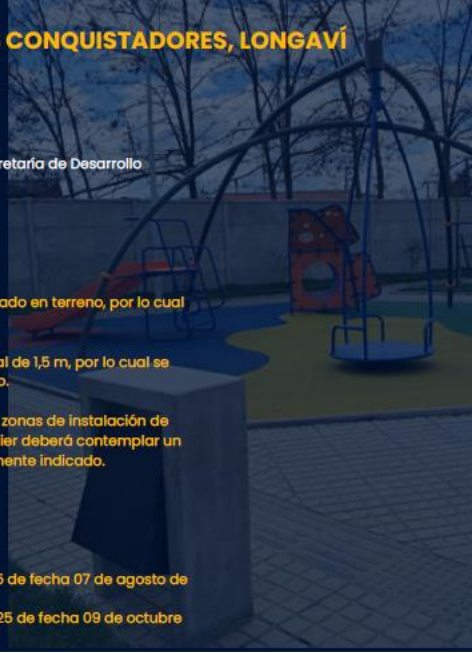 CONQUISTADORES, LONGAVÍ
retaría de Desarrollo
ado en terreno, por lo cual
al de 1,5 m, por lo cual se
o.
zonas de instalación de
ier deberá contemplar un
mente indicado.
5 de fecha 07 de agosto de
25 de fecha 09 de octubre